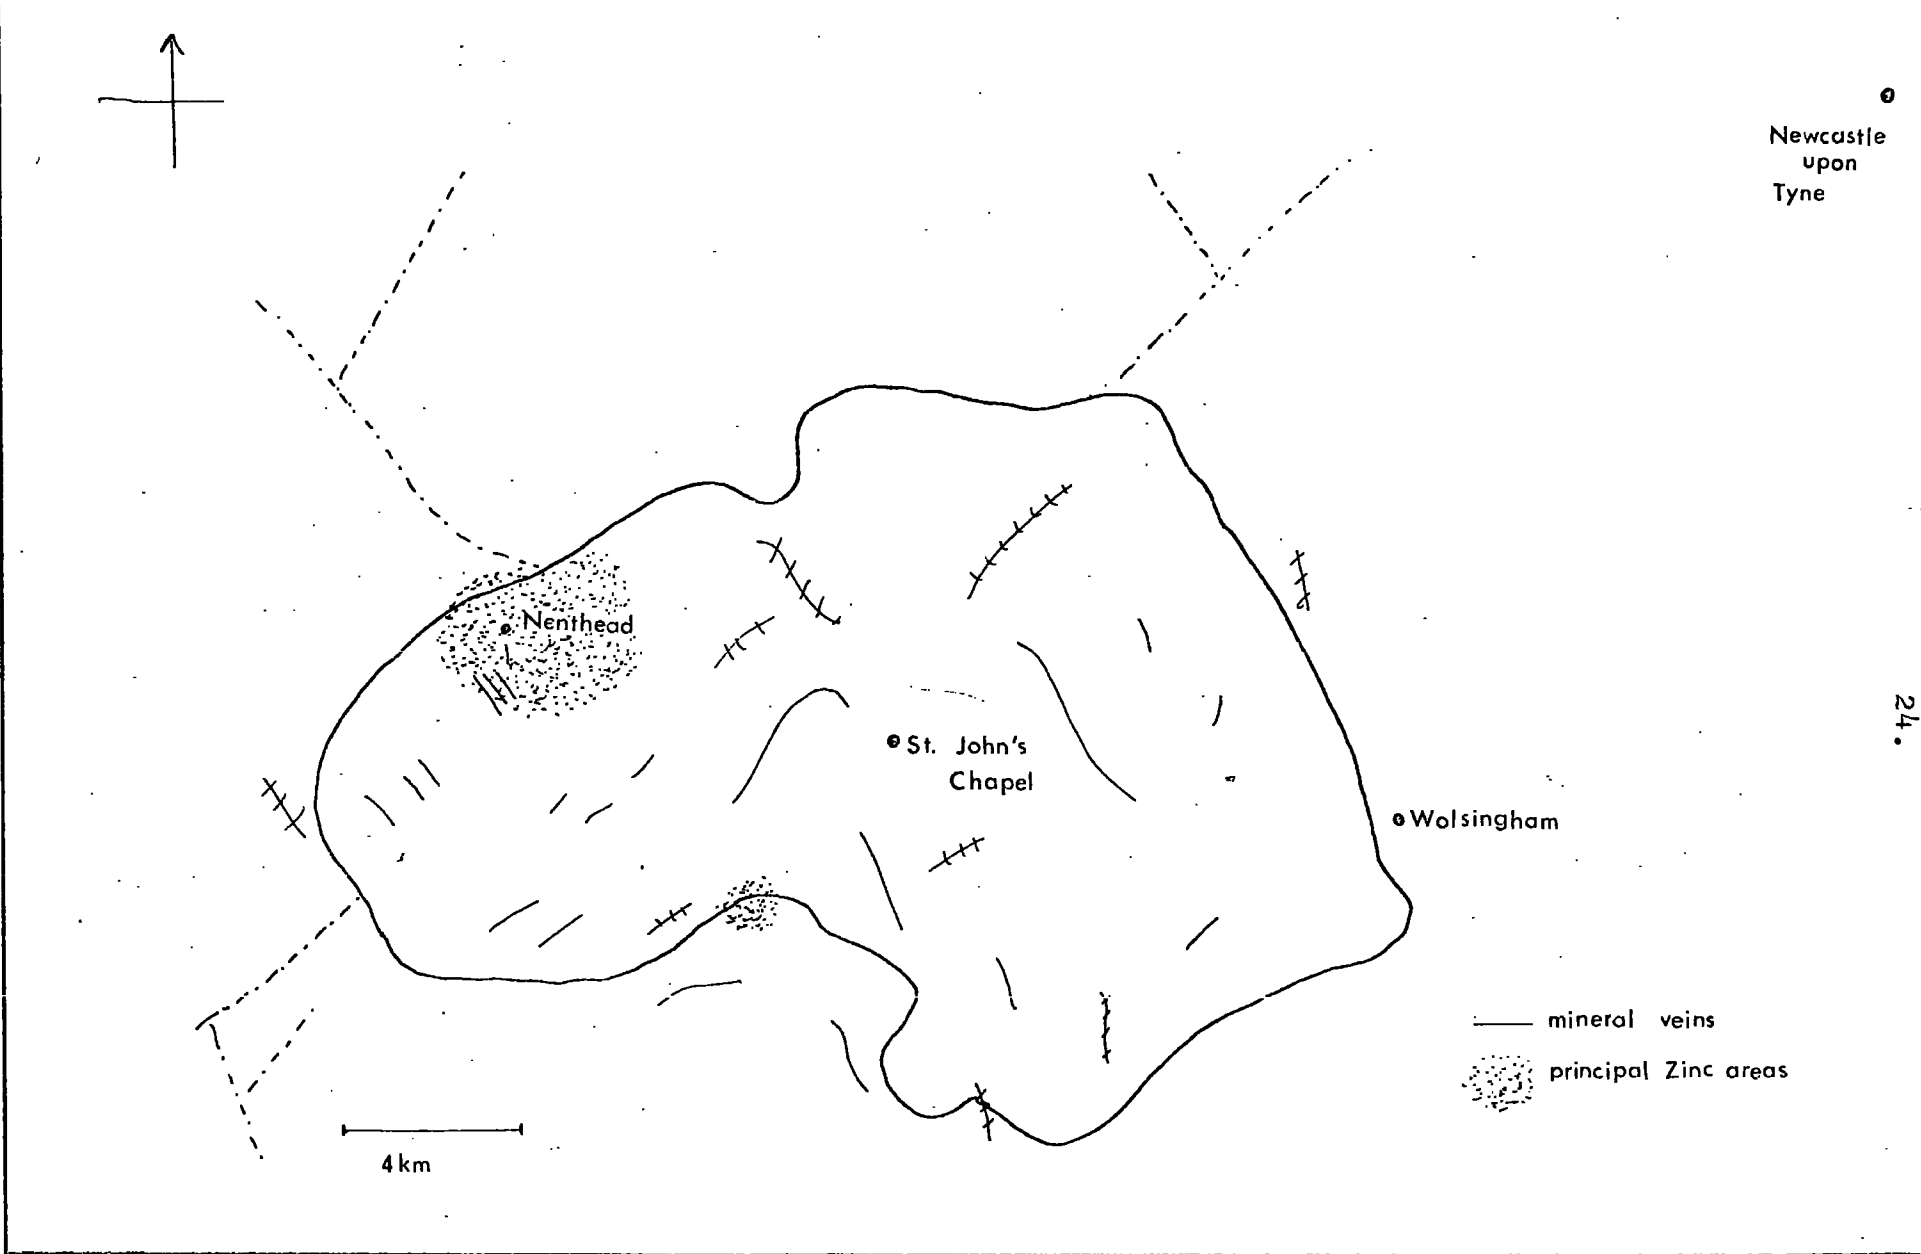 Newcastle
upon
Tyne
Nenthead
St. John's
Chapel
Wolsingham
mineral veins
principal Zinc areas
4 km
24.